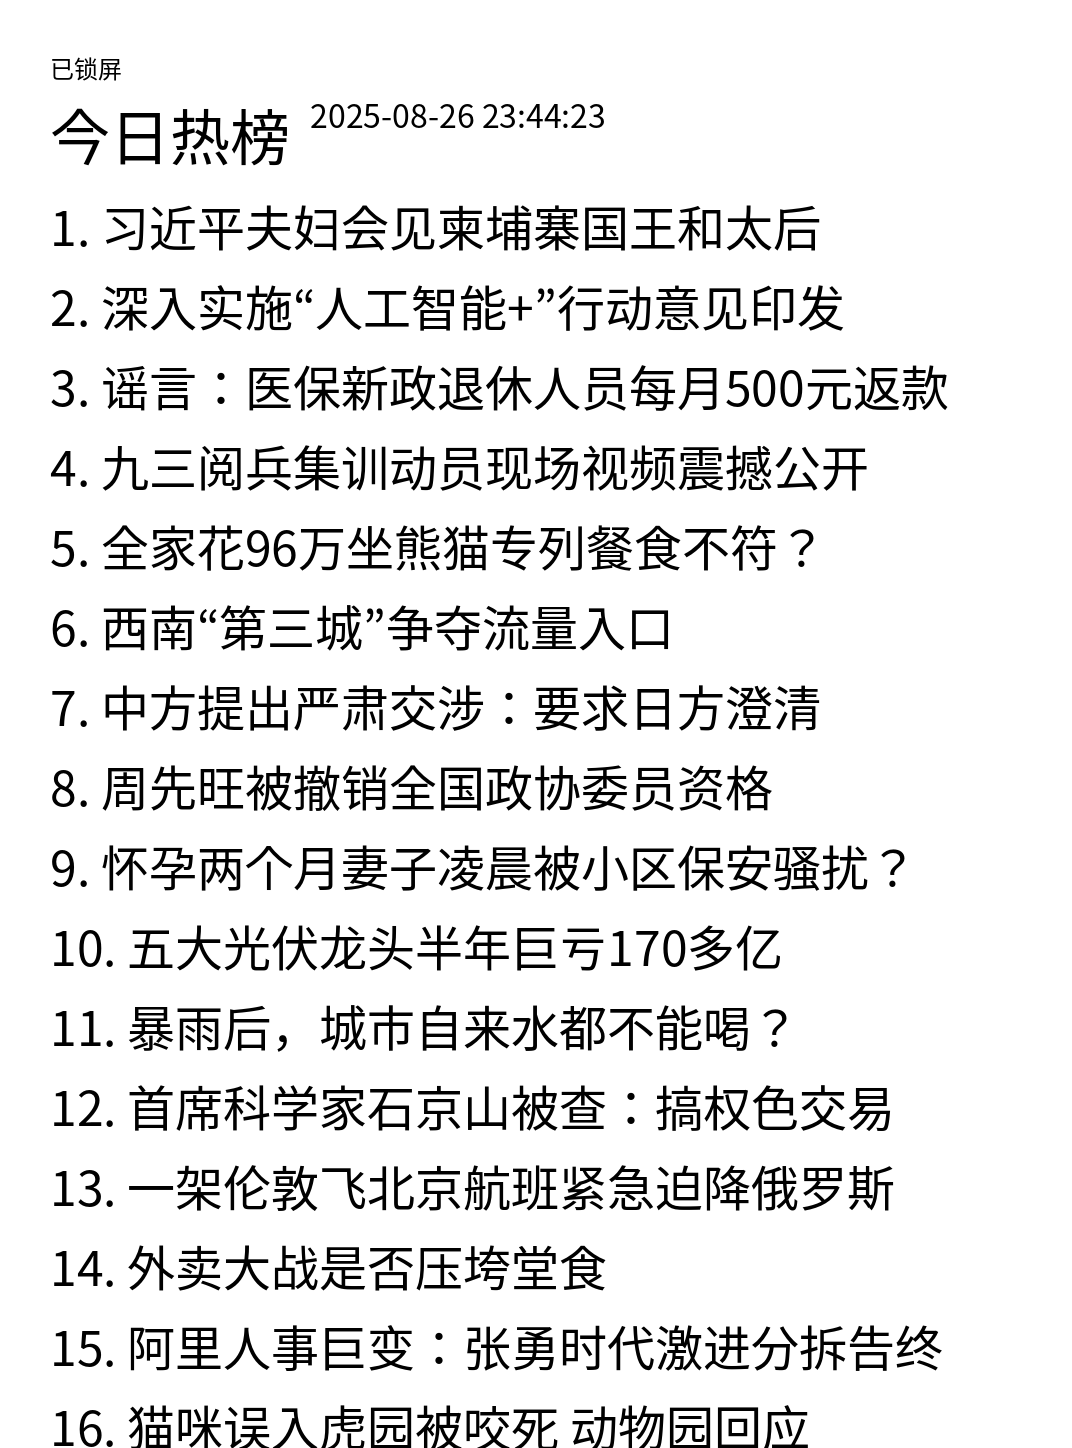 已锁屏
今日热榜 2025-08-26 23:44:23
1. 习近平夫妇会见柬埔寨国王和太后
2. 深入实施“人工智能+”行动意见印发
3. 谣言：医保新政退休人员每月500元返款
4. 九三阅兵集训动员现场视频震撼公开
5. 全家花96万坐熊猫专列餐食不符？
6. 西南“第三城”争夺流量入口
7. 中方提出严肃交涉：要求日方澄清
8. 周先旺被撤销全国政协委员资格
9. 怀孕两个月妻子凌晨被小区保安骚扰？
10. 五大光伏龙头半年巨亏170多亿
11. 暴雨后，城市自来水都不能喝？
12. 首席科学家石京山被查：搞权色交易
13. 一架伦敦飞北京航班紧急迫降俄罗斯
14. 外卖大战是否压垮堂食
15. 阿里人事巨变：张勇时代激进分拆告终
16. 猫咪误入虎园被咬死 动物园回应